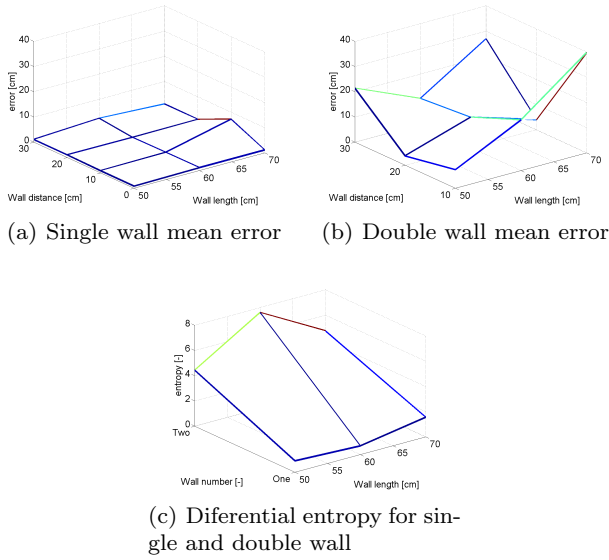 40
30
20
10
0
error [cm]
30
20
10
0
Wall distance [cm]
50
55
60
65
70
Wall length [cm]
(a) Single wall mean error
40
30
20
10
0
error [cm]
30
20
10
Wall distance [cm]
50
55
60
65
70
Wall length [cm]
(b) Double wall mean error
8
6
4
2
0
entropy [-]
Two
One
Wall number [-]
50
55
60
65
70
Wall length [cm]
(c) Diferential entropy for sin-
gle and double wall